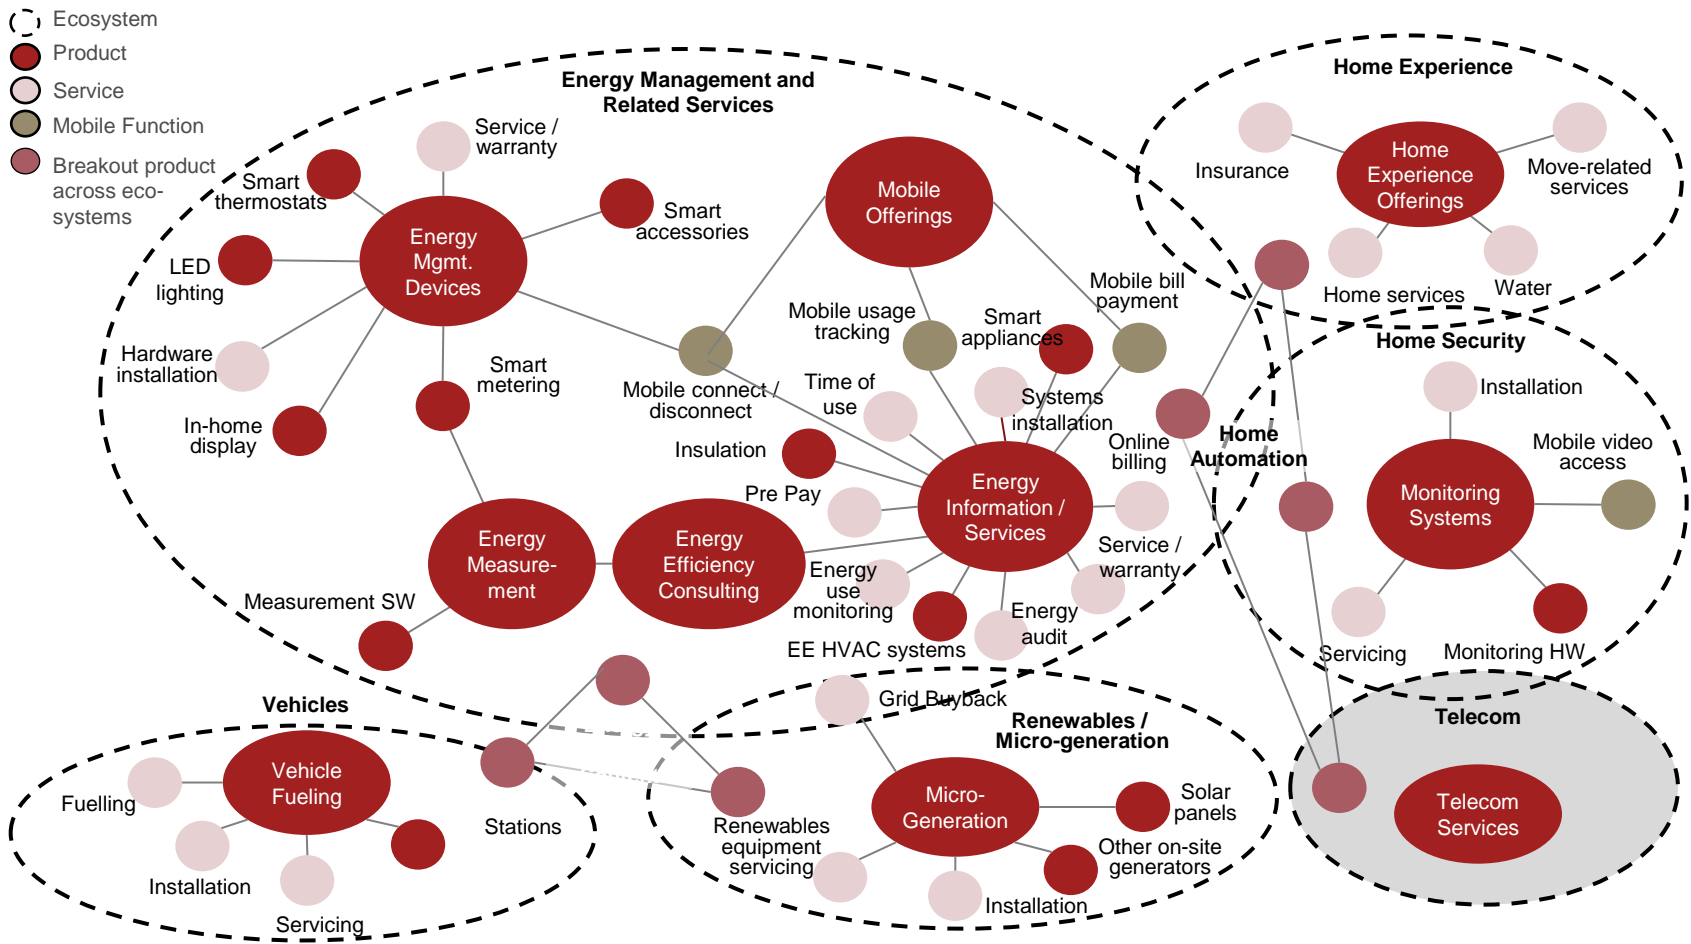 Ecosystem
Product
Service
Mobile Function
Breakout product
across eco-
systems
Energy Management and
Related Services
Service /
warranty
Smart
thermostats
Smart
accessories
LED
lighting
Energy
Mgmt.
Devices
Hardware
installation
In-home
display
Smart
metering
Mobile
Offerings
Mobile usage
tracking
Smart
appliances
Mobile bill
payment
Mobile connect /
disconnect
Time of
use
Systems
installation
Insulation
Online
billing
Pre Pay
Energy
Information /
Services
Service /
warranty
Energy
Measure-
ment
Energy
Efficiency
Consulting
Energy
use
monitoring
Energy
audit
EE HVAC systems
Measurement SW
Home Experience
Insurance
Home
Experience
Offerings
Move-related
services
Home services
Water
Home Security
Installation
Home
Automation
Mobile video
access
Monitoring
Systems
Servicing
Monitoring HW
Telecom
Telecom
Services
Vehicles
Vehicle
Fueling
Fuelling
Installation
Servicing
Stations
Grid Buyback
Renewables /
Micro-generation
Micro-
Generation
Solar
panels
Renewables
equipment
servicing
Other on-site
generators
Installation